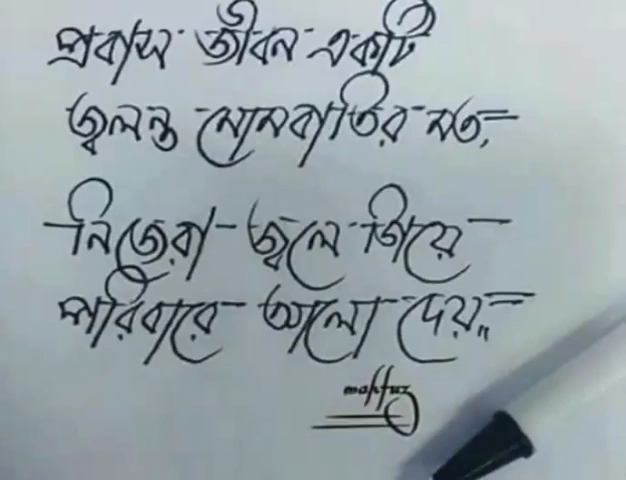 প্রবাস জীবন একটি
জ্বলন্ত মোমবাতির মত,
নিজেরা জ্বলে গিয়ে
পরিবারে আলো দেয়,,
mahfuz